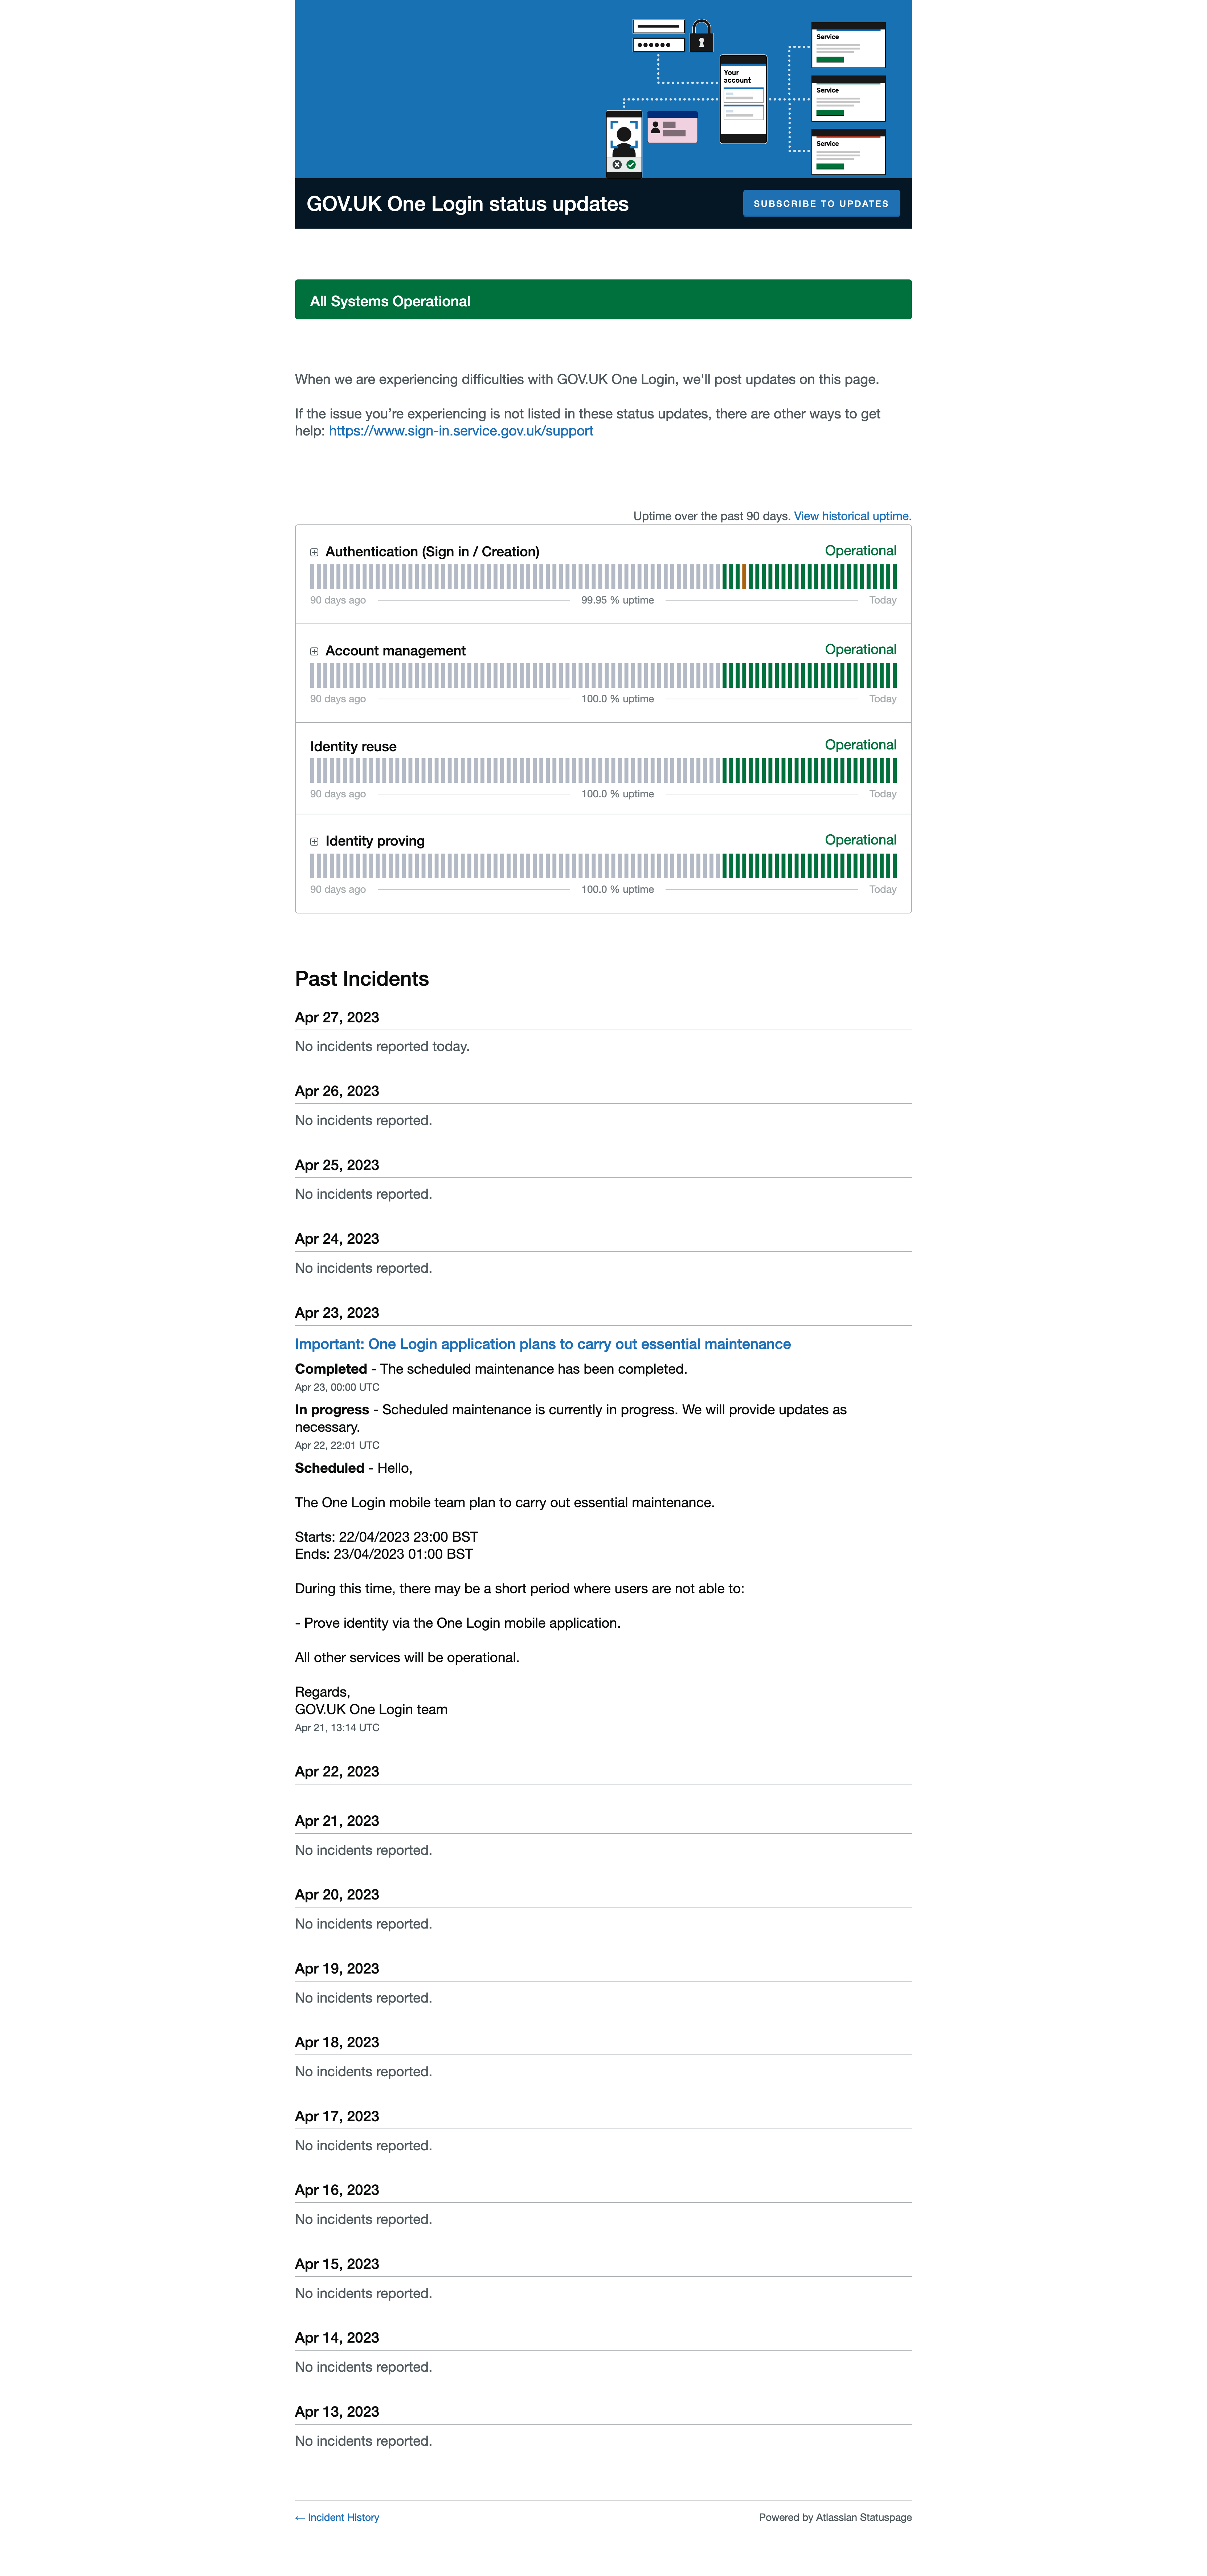 Your
account
Service
Service
Service
GOV.UK One Login status updates
SUBSCRIBE TO UPDATES
All Systems Operational
When we are experiencing difficulties with GOV.UK One Login, we'll post updates on this page.
If the issue you’re experiencing is not listed in these status updates, there are other ways to get
help: https://www.sign-in.service.gov.uk/support
Uptime over the past 90 days. View historical uptime.
Authentication (Sign in / Creation)
Operational
90 days ago
99.95 % uptime
Today
Account management
Operational
90 days ago
100.0 % uptime
Today
Identity reuse
Operational
90 days ago
100.0 % uptime
Today
Identity proving
Operational
90 days ago
100.0 % uptime
Today
Past Incidents
Apr 27, 2023
No incidents reported today.
Apr 26, 2023
No incidents reported.
Apr 25, 2023
No incidents reported.
Apr 24, 2023
No incidents reported.
Apr 23, 2023
Important: One Login application plans to carry out essential maintenance
Completed - The scheduled maintenance has been completed.
Apr 23, 00:00 UTC
In progress - Scheduled maintenance is currently in progress. We will provide updates as
necessary.
Apr 22, 22:01 UTC
Scheduled - Hello,
The One Login mobile team plan to carry out essential maintenance.
Starts: 22/04/2023 23:00 BST
Ends: 23/04/2023 01:00 BST
During this time, there may be a short period where users are not able to:
- Prove identity via the One Login mobile application.
All other services will be operational.
Regards,
GOV.UK One Login team
Apr 21, 13:14 UTC
Apr 22, 2023
Apr 21, 2023
No incidents reported.
Apr 20, 2023
No incidents reported.
Apr 19, 2023
No incidents reported.
Apr 18, 2023
No incidents reported.
Apr 17, 2023
No incidents reported.
Apr 16, 2023
No incidents reported.
Apr 15, 2023
No incidents reported.
Apr 14, 2023
No incidents reported.
Apr 13, 2023
No incidents reported.
← Incident History
Powered by Atlassian Statuspage